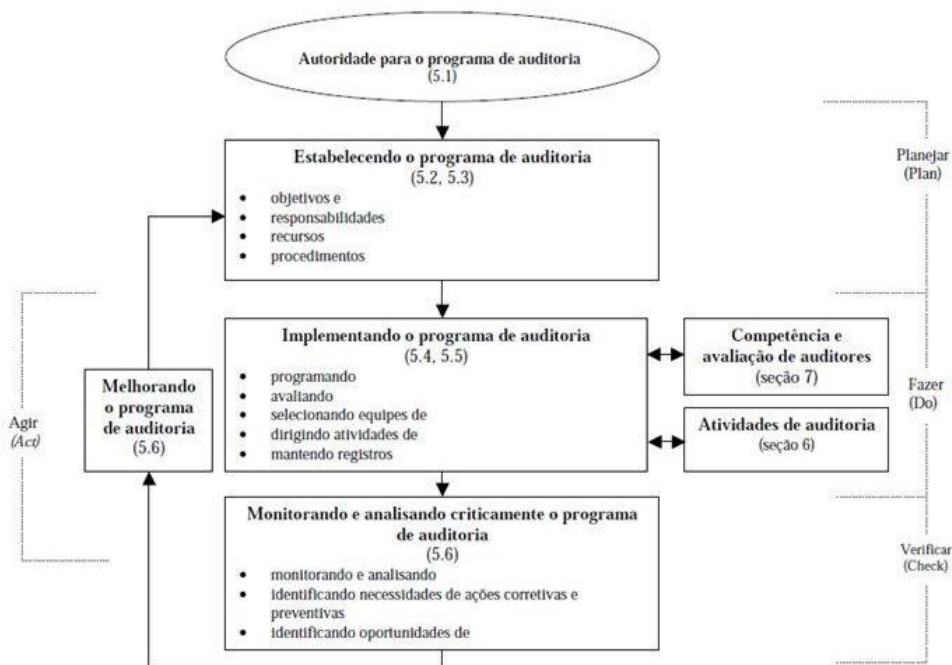 Autoridade para o programa de auditoria
(5.1)
Planejar
(Plan)
Estabelecendo o programa de auditoria
(5.2, 5.3)
• objetivos e
• responsabilidades
• recursos
• procedimentos
Implementando o programa de auditoria
(5.4, 5.5)
• programando
• avaliando
• selecionando equipes de
• dirigindo atividades de
• mantendo registros
Competência e
avaliação de auditores
(seção 7)
Atividades de auditoria
(seção 6)
Fazer
(Do)
Melhorando
o programa
de auditoria
(5.6)
Agir
(Act)
Monitorando e analisando criticamente o programa
de auditoria
(5.6)
• monitorando e analisando
• identificando necessidades de ações corretivas e
preventivas
• identificando oportunidades de
Verificar
(Check)